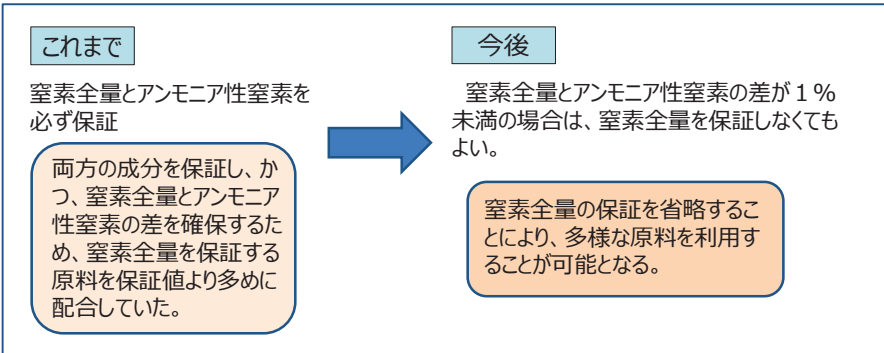 これまで
窒素全量とアンモニア性窒素を
必ず保証
両方の成分を保証し、か
つ、窒素全量とアンモニア
性窒素の差を確保するた
め、窒素全量を保証する
原料を保証値より多めに
配合していた。
今後
窒素全量とアンモニア性窒素の差が1%
未満の場合は、窒素全量を保証しなくても
よい。
窒素全量の保証を省略するこ
とにより、多様な原料を利用す
ることが可能となる。